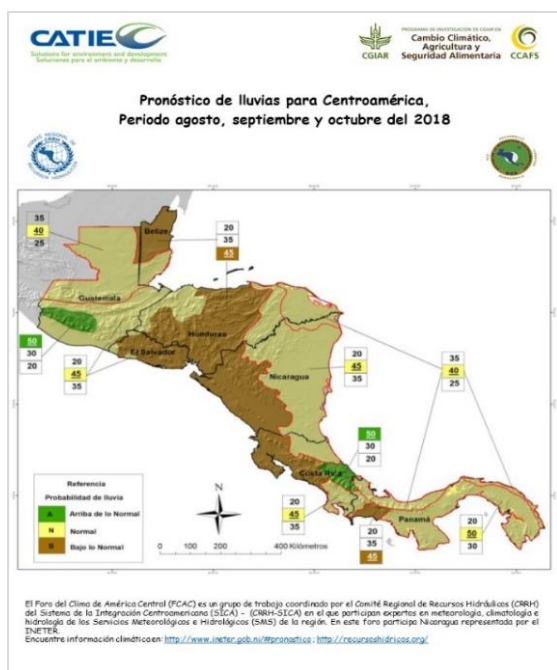 CATIE
Solutions for environment and development
Soluciones para el ambiente y desarrollo
CGIAR
PROGRAMA DE INVESTIGACIÓN DE CGIAR EN
Cambio Climático,
Agricultura y
Seguridad Alimentaria
CCAFS
Pronóstico de lluvias para Centroamérica,
Periodo agosto, septiembre y octubre del 2018
35
40
25
Belize
20
35
45
Guatemala
Honduras
El Salvador
Nicaragua
50
30
20
20
45
35
20
45
35
35
40
25
50
30
20
Costa Rica
20
45
35
20
35
45
Panamá
20
50
30
Referencia
Probabilidad de lluvia
A Arriba de lo Normal
N Normal
B Bajo lo Normal
N
200 0 200 400 Kilómetros
El Foro del Clima de América Central (FCAC) es un grupo de trabajo coordinado por el Comité Regional de Recursos Hidráulicos (CRRH)
del Sistema de la Integración Centroamericana (SICA) - (CRRH-SICA) en el que participan expertos en meteorología, climatología e
hidrología de los Servicios Meteorológicos e Hidrológicos (SMS) de la región. En este foro participa Nicaragua representada por el
INETER.
Encuentre información climática en: http://www.ineter.gob.ni/#pronostico ; http://recursoshidricos.org/